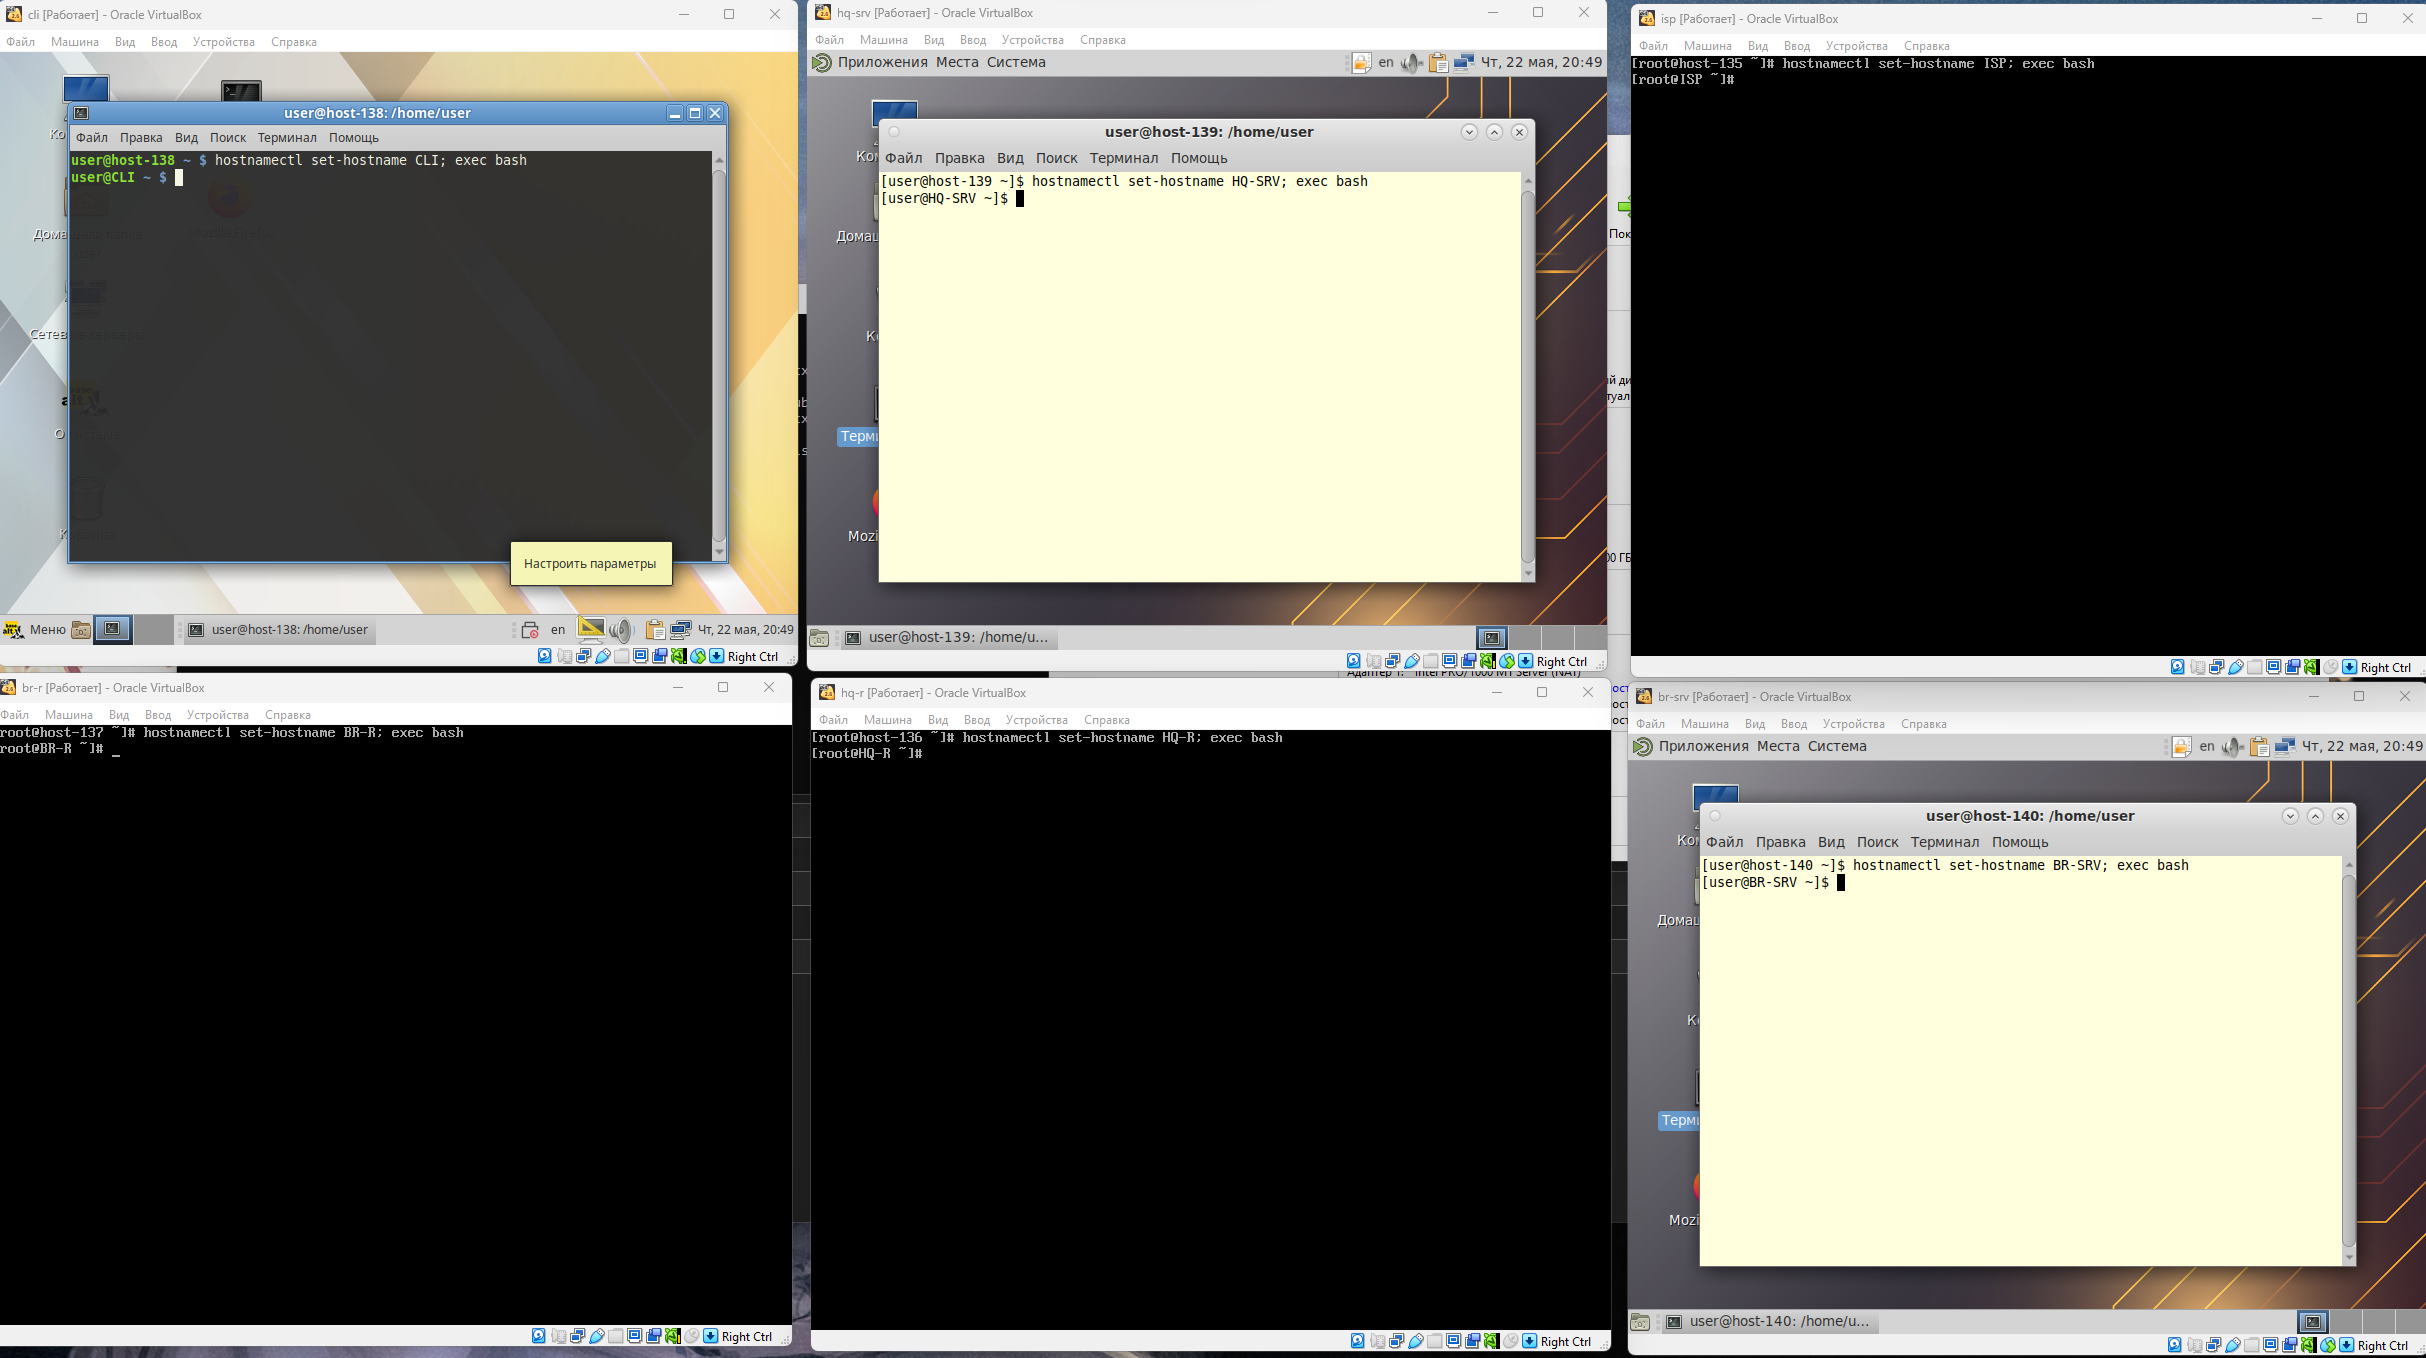 cli [Работает] - Oracle VirtualBox
Файл Машина Вид Ввод Устройства Справка
user@host-138: /home/user
Файл Правка Вид Поиск Терминал Помощь
user@host-138 ~ $ hostnamectl set-hostname CLI; exec bash
user@CLI ~ $
Настроить параметры
Меню
user@host-138: /home/user
en
Чт, 22 мая, 20:49
Right Ctrl
hq-srv [Работает] - Oracle VirtualBox
Файл Машина Вид Ввод Устройства Справка
Приложения Места Система
en
Чт, 22 мая, 20:49
user@host-139: /home/user
Файл Правка Вид Поиск Терминал Помощь
[user@host-139 ~]$ hostnamectl set-hostname HQ-SRV; exec bash
[user@HQ-SRV ~]$
user@host-139: /home/u...
Right Ctrl
isp [Работает] - Oracle VirtualBox
Файл Машина Вид Ввод Устройства Справка
[root@host-135 ~]# hostnamectl set-hostname ISP; exec bash
[root@ISP ~]#
Right Ctrl
br-r [Работает] - Oracle VirtualBox
Файл Машина Вид Ввод Устройства Справка
root@host-137 ~]# hostnamectl set-hostname BR-R; exec bash
root@BR-R ~]# _
Right Ctrl
hq-r [Работает] - Oracle VirtualBox
Файл Машина Вид Ввод Устройства Справка
[root@host-136 ~]# hostnamectl set-hostname HQ-R; exec bash
[root@HQ-R ~]#
Right Ctrl
br-srv [Работает] - Oracle VirtualBox
Файл Машина Вид Ввод Устройства Справка
Приложения Места Система
en
Чт, 22 мая, 20:49
user@host-140: /home/user
Файл Правка Вид Поиск Терминал Помощь
[user@host-140 ~]$ hostnamectl set-hostname BR-SRV; exec bash
[user@BR-SRV ~]$
user@host-140: /home/u...
Right Ctrl